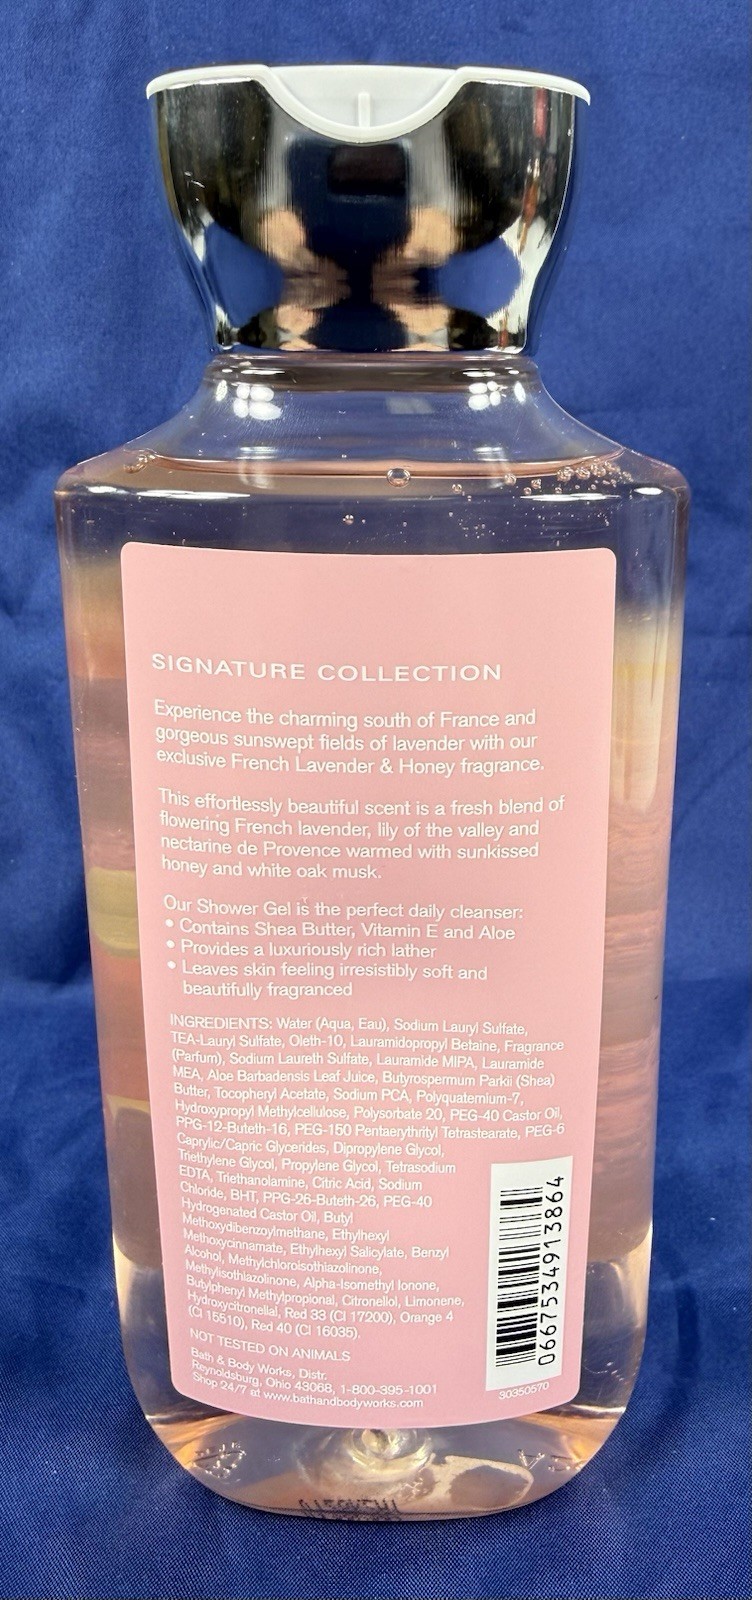 SIGNATURE COLLECTION
Experience the charming south of France and
gorgeous sunswept fields of lavender with our
exclusive French Lavender & Honey fragrance.
This effortlessly beautiful scent is a fresh blend of
flowering French lavender, lily of the valley and
nectarine de Provence warmed with sunkissed
honey and white oak musk.
Our Shower Gel is the perfect daily cleanser:
• Contains Shea Butter, Vitamin E and Aloe
• Provides a luxuriously rich lather
• Leaves skin feeling irresistibly soft and
beautifully fragranced
INGREDIENTS: Water (Aqua, Eau), Sodium Lauryl Sulfate,
TEA-Lauryl Sulfate, Oleth-10, Lauramidopropyl Betaine, Fragrance
(Parfum), Sodium Laureth Sulfate, Lauramide MIPA, Lauramide
MEA, Aloe Barbadensis Leaf Juice, Butyrospermum Parkii (Shea)
Butter, Tocopheryl Acetate, Sodium PCA, Polyquaternium-7,
Hydroxypropyl Methylcellulose, Polysorbate 20, PEG-40 Castor Oil,
PPG-12-Buteth-16, PEG-150 Pentaerythrityl Tetrastearate, PEG-6
Caprylic/Capric Glycerides, Dipropylene Glycol,
Triethylene Glycol, Propylene Glycol, Tetrasodium
EDTA, Triethanolamine, Citric Acid, Sodium
Chloride, BHT, PPG-26-Buteth-26, PEG-40
Hydrogenated Castor Oil, Butyl
Methoxydibenzoylmethane, Ethylhexyl
Methoxycinnamate, Ethylhexyl Salicylate, Benzyl
Alcohol, Methylchloroisothiazolinone,
Methylisothiazolinone, Alpha-Isomethyl Ionone,
Butylphenyl Methylpropional, Citronellol, Limonene,
Hydroxycitronellal, Red 33 (CI 17200), Orange 4
(CI 15510), Red 40 (CI 16035).
NOT TESTED ON ANIMALS
Bath & Body Works, Distr.
Reynoldsburg, Ohio 43068, 1-800-395-1001
Shop 24/7 at www.bathandbodyworks.com
0667534913864
30350570